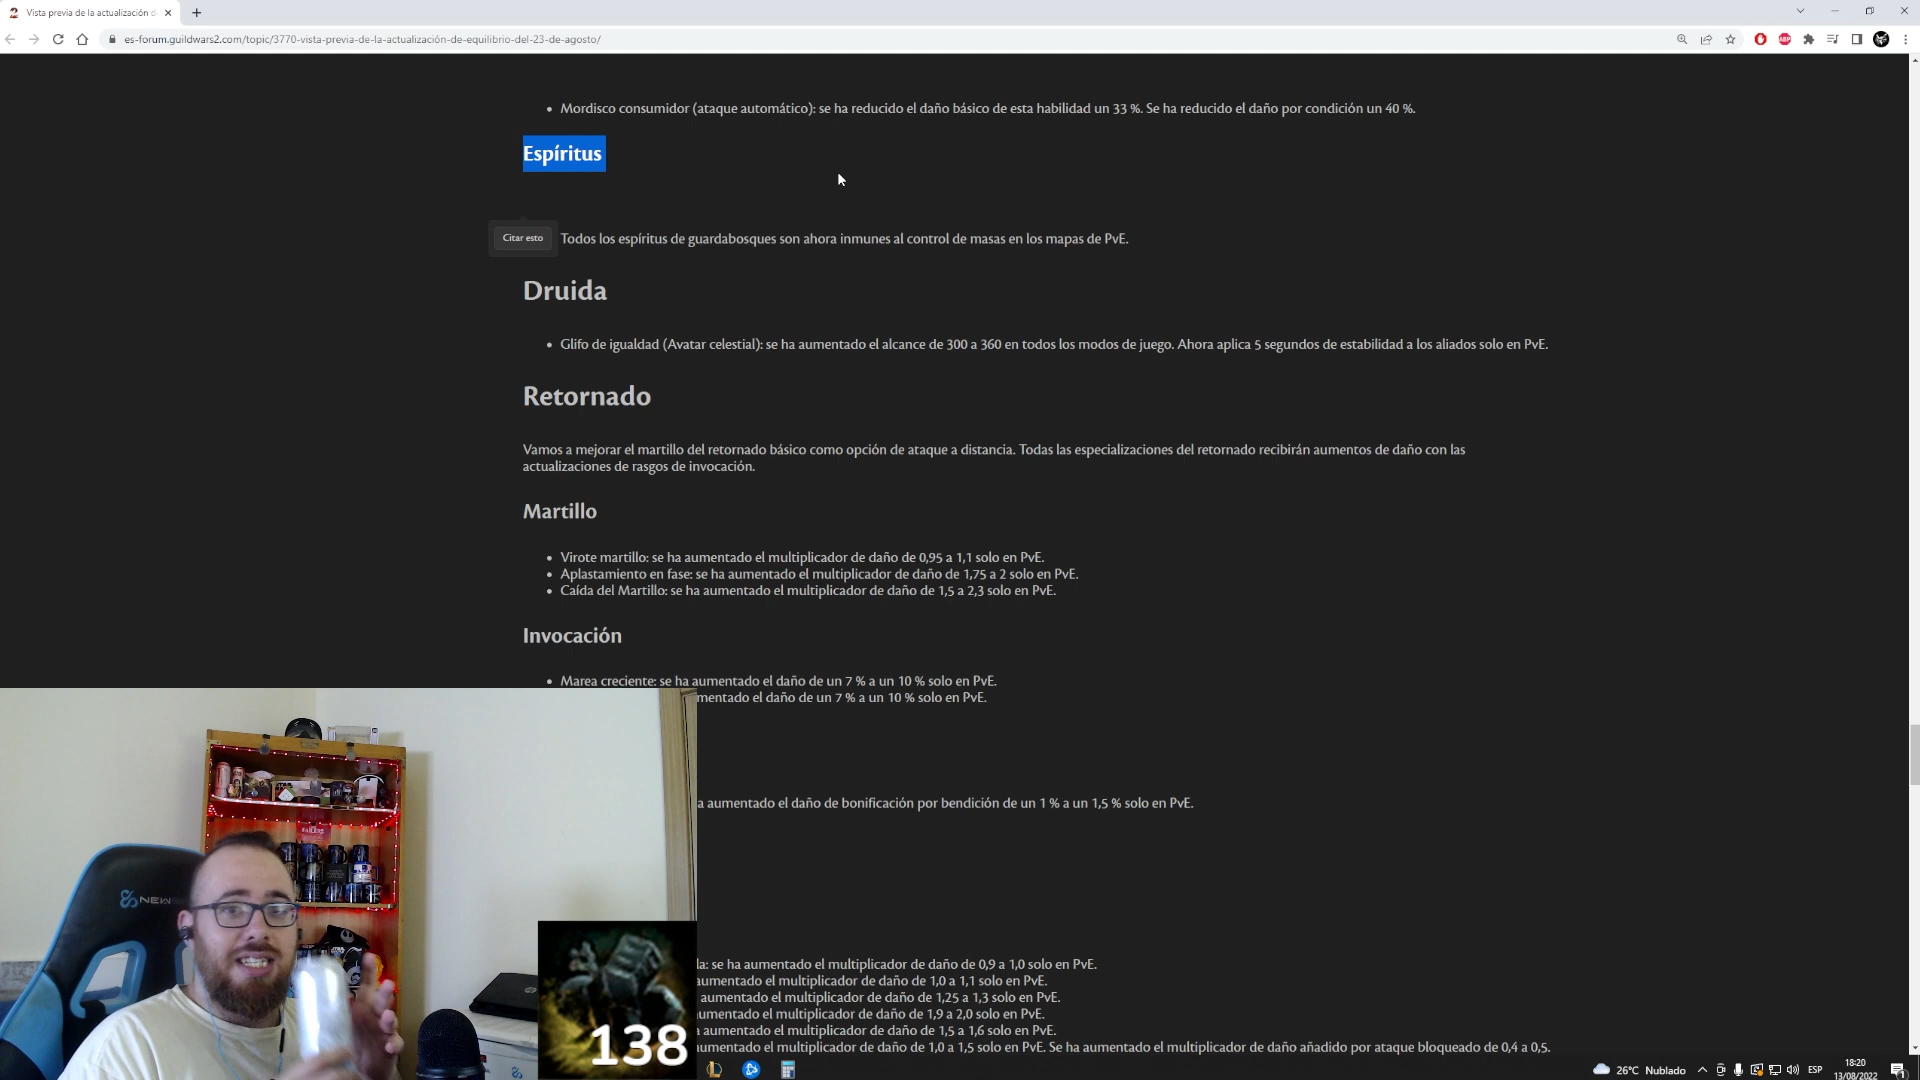 Vista previa de la actualización d
es-forum.guildwars2.com/topic/3770-vista-previa-de-la-actualización-de-equilibrio-del-23-de-agosto/
ABP
Mordisco consumidor (ataque automático): se ha reducido el daño básico de esta habilidad un 33 %. Se ha reducido el daño por condición un 40 %.
Espíritus
Citar esto
Todos los espíritus de guardabosques son ahora inmunes al control de masas en los mapas de PvE.
Druida
Glifo de igualdad (Avatar celestial): se ha aumentado el alcance de 300 a 360 en todos los modos de juego. Ahora aplica 5 segundos de estabilidad a los aliados solo en PvE.
Retornado
Vamos a mejorar el martillo del retornado básico como opción de ataque a distancia. Todas las especializaciones del retornado recibirán aumentos de daño con las
actualizaciones de rasgos de invocación.
Martillo
Virote martillo: se ha aumentado el multiplicador de daño de 0,95 a 1,1 solo en PvE.
Aplastamiento en fase: se ha aumentado el multiplicador de daño de 1,75 a 2 solo en PvE.
Caída del Martillo: se ha aumentado el multiplicador de daño de 1,5 a 2,3 solo en PvE.
Invocación
Marea creciente: se ha aumentado el daño de un 7 % a un 10 % solo en PvE.
mentado el daño de un 7 % a un 10 % solo en PvE.
a aumentado el daño de bonificación por bendición de un 1 % a un 1,5 % solo en PvE.
la: se ha aumentado el multiplicador de daño de 0,9 a 1,0 solo en PvE.
aumentado el multiplicador de daño de 1,0 a 1,1 solo en PvE.
aumentado el multiplicador de daño de 1,25 a 1,3 solo en PvE.
umentado el multiplicador de daño de 1,9 a 2,0 solo en PvE.
a aumentado el multiplicador de daño de 1,5 a 1,6 solo en PvE.
umentado el multiplicador de daño de 1,0 a 1,5 solo en PvE. Se ha aumentado el multiplicador de daño añadido por ataque bloqueado de 0,4 a 0,5.
NEW
138
26°C Nublado
ESP
18:20
13/08/2022